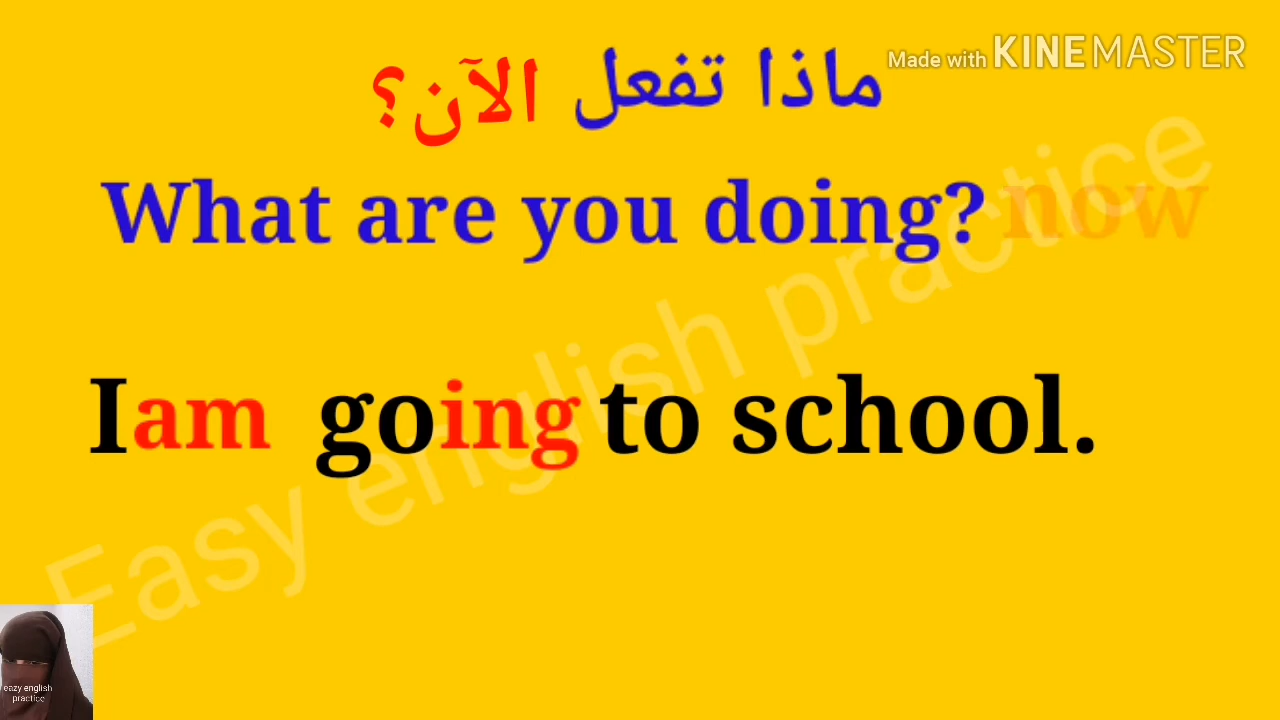 Made with KINEMASTER
ماذا تفعل الآن؟
What are you doing? now
I am going to school.
Easy english practice
eazy english
practice